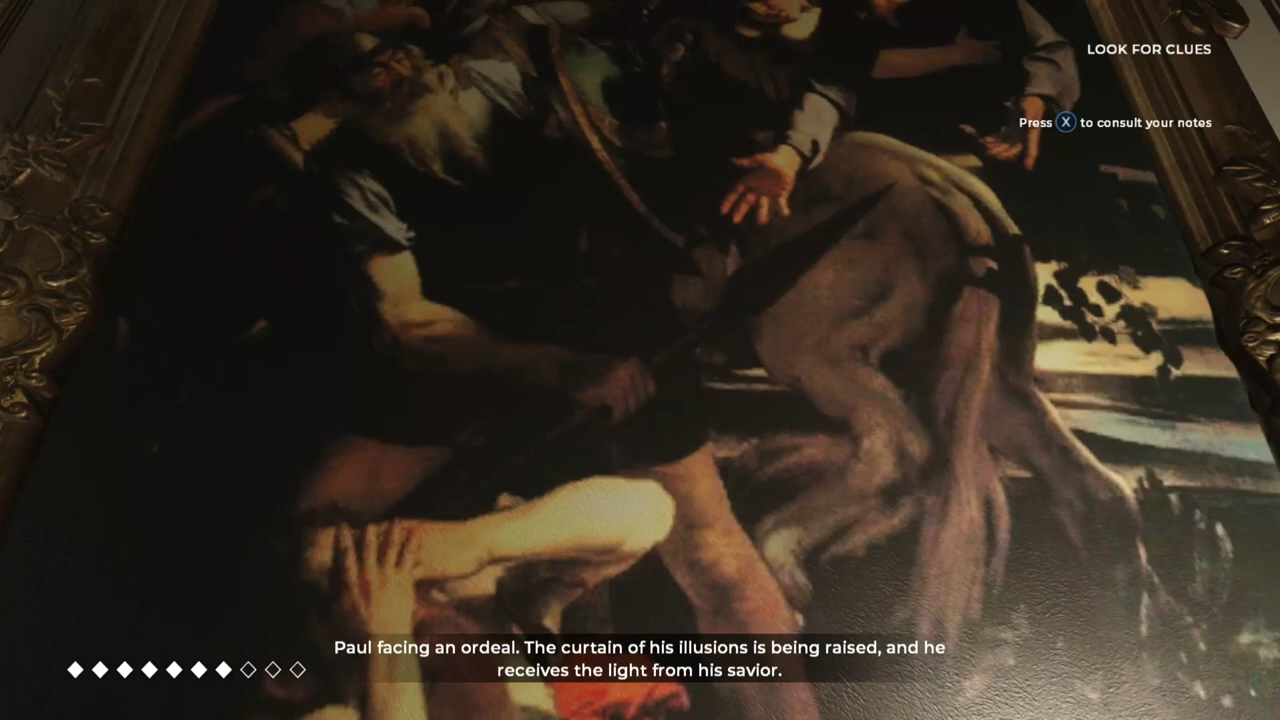 LOOK FOR CLUES
Press X to consult your notes
Paul facing an ordeal. The curtain of his illusions is being raised, and he
receives the light from his savior.